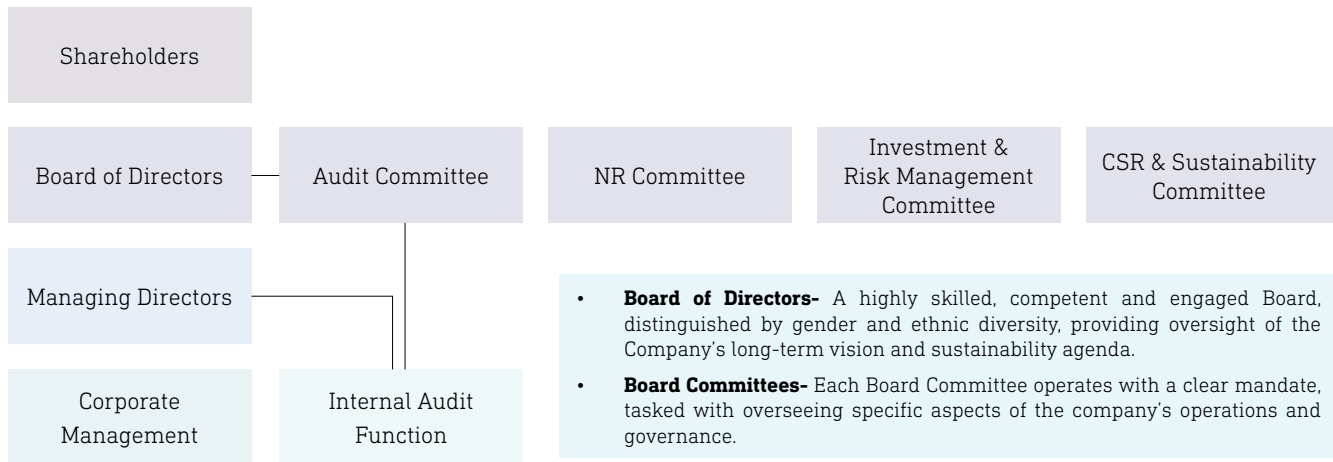 Shareholders
Board of Directors
Audit Committee
NR Committee
Investment &
Risk Management
Committee
CSR & Sustainability
Committee
Managing Directors
Corporate
Management
Internal Audit
Function
• Board of Directors- A highly skilled, competent and engaged Board,
distinguished by gender and ethnic diversity, providing oversight of the
Company's long-term vision and sustainability agenda.
• Board Committees- Each Board Committee operates with a clear mandate,
tasked with overseeing specific aspects of the company's operations and
governance.